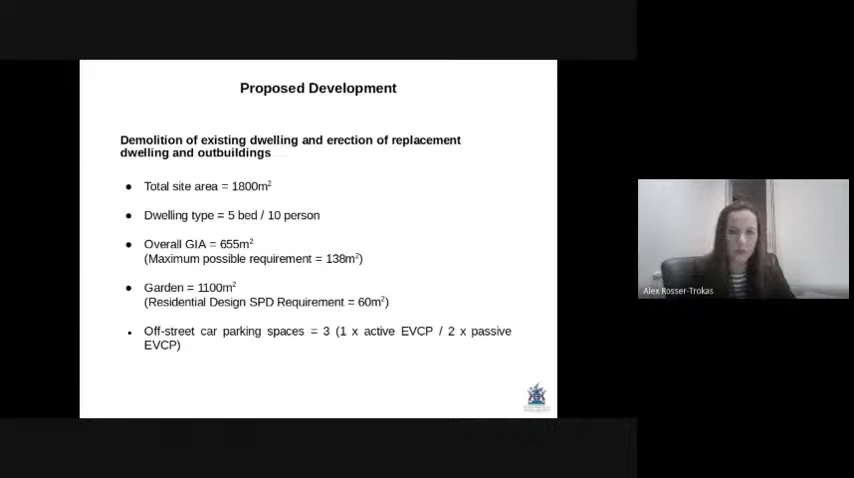 Proposed Development
Demolition of existing dwelling and erection of replacement
dwelling and outbuildings
● Total site area = 1800m²
● Dwelling type = 5 bed / 10 person
● Overall GIA = 655m²
(Maximum possible requirement = 138m²)
● Garden = 1100m²
(Residential Design SPD Requirement = 60m²)
● Off-street car parking spaces = 3 (1 x active EVCP / 2 x passive
EVCP)
Alex Rosser-Trokas